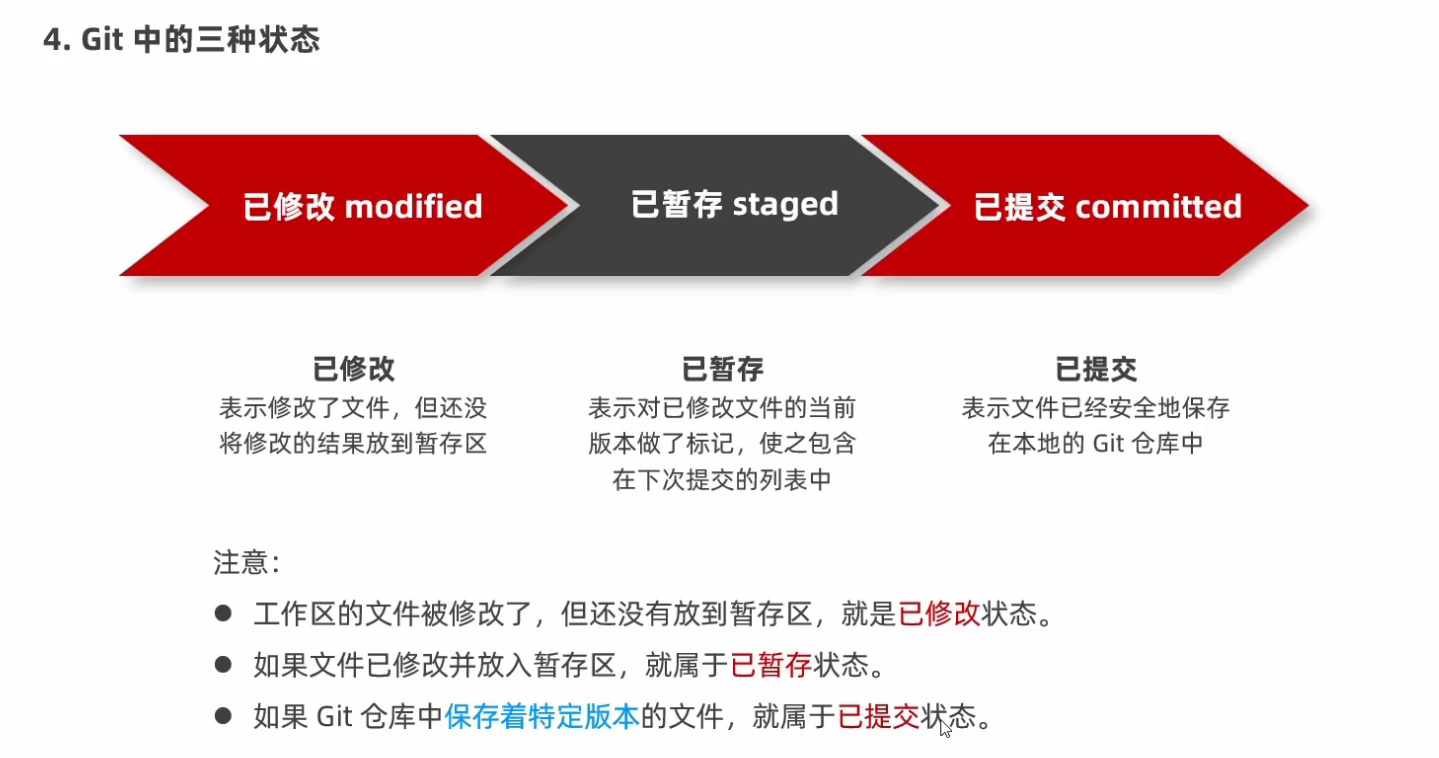 4. Git 中的三种状态
已修改 modified
已暂存 staged
已提交 committed
已修改
表示修改了文件，但还没
将修改的结果放到暂存区
已暂存
表示对已修改文件的当前
版本做了标记，使之包含
在下次提交的列表中
已提交
表示文件已经安全地保存
在本地的 Git 仓库中
注意：
● 工作区的文件被修改了，但还没有放到暂存区，就是已修改状态。
● 如果文件已修改并放入暂存区，就属于已暂存状态。
● 如果 Git 仓库中保存着特定版本的文件，就属于已提交状态。